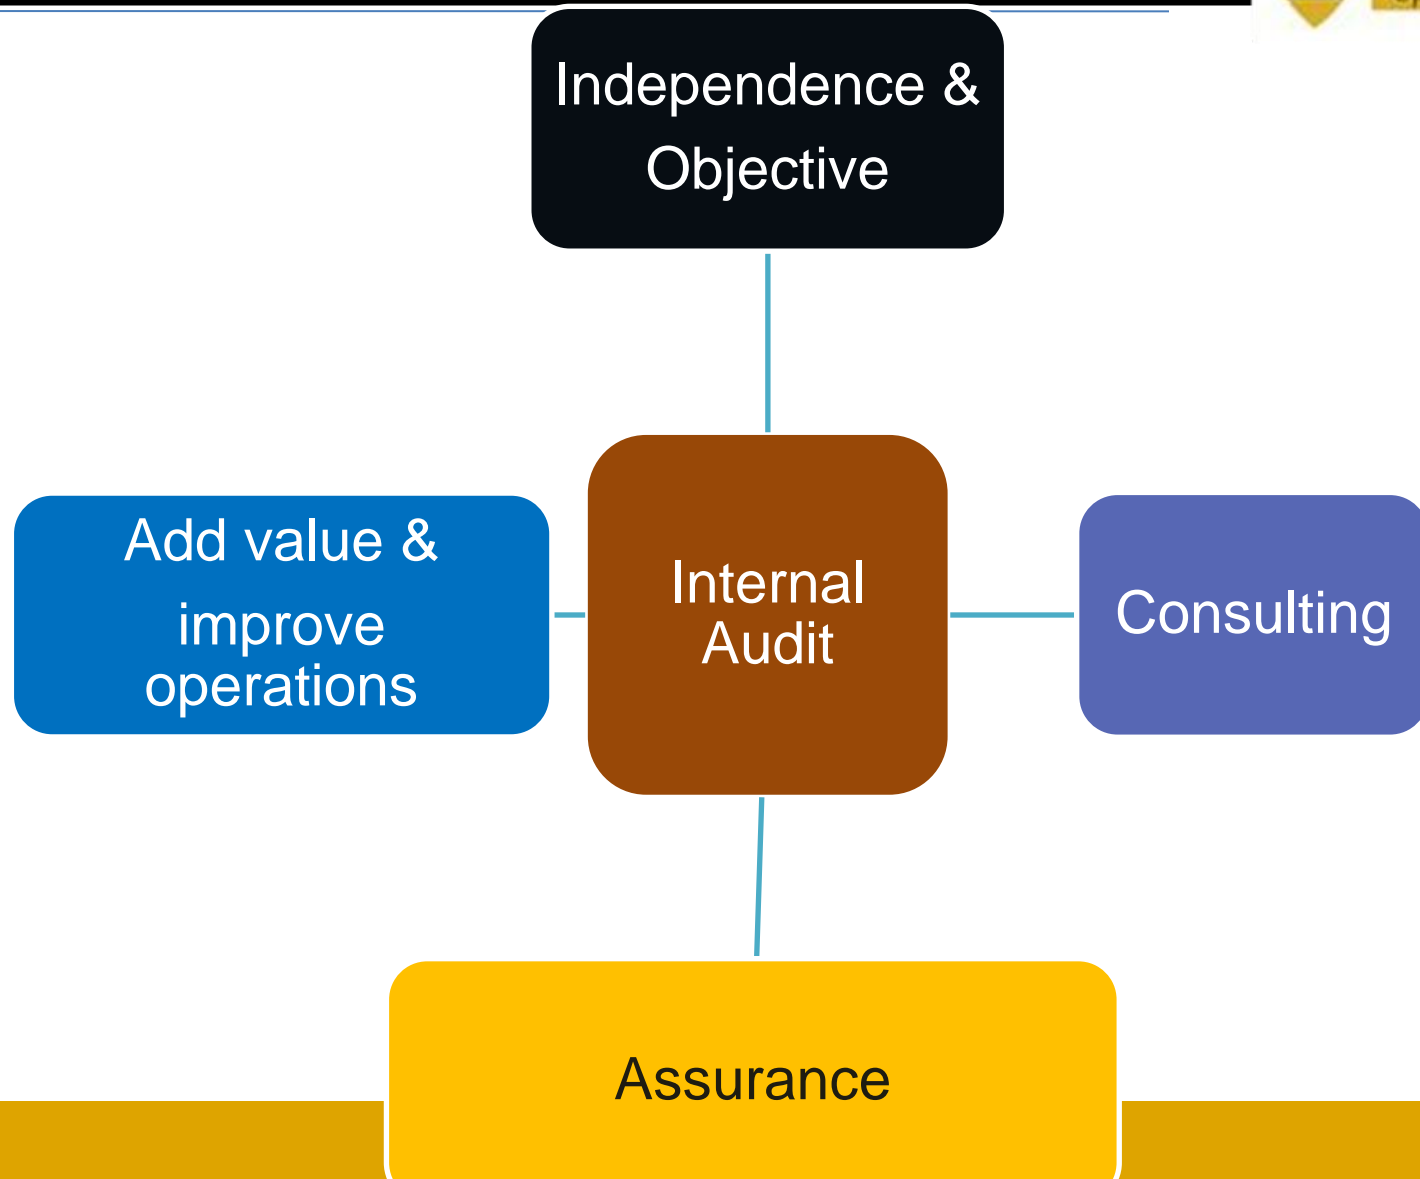 Independence &
Objective
Add value &
improve
operations
Internal
Audit
Consulting
Assurance